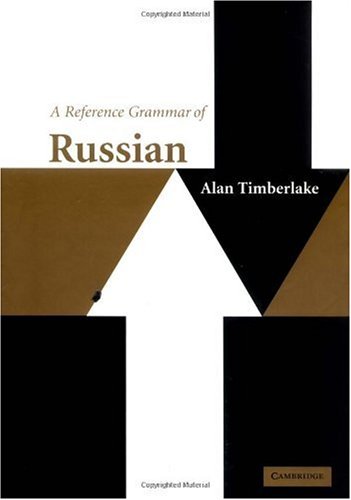 Copyrighted Material
A Reference Grammar of
Russian
Alan Timberlake
CAMBRIDGE
Copyrighted Material